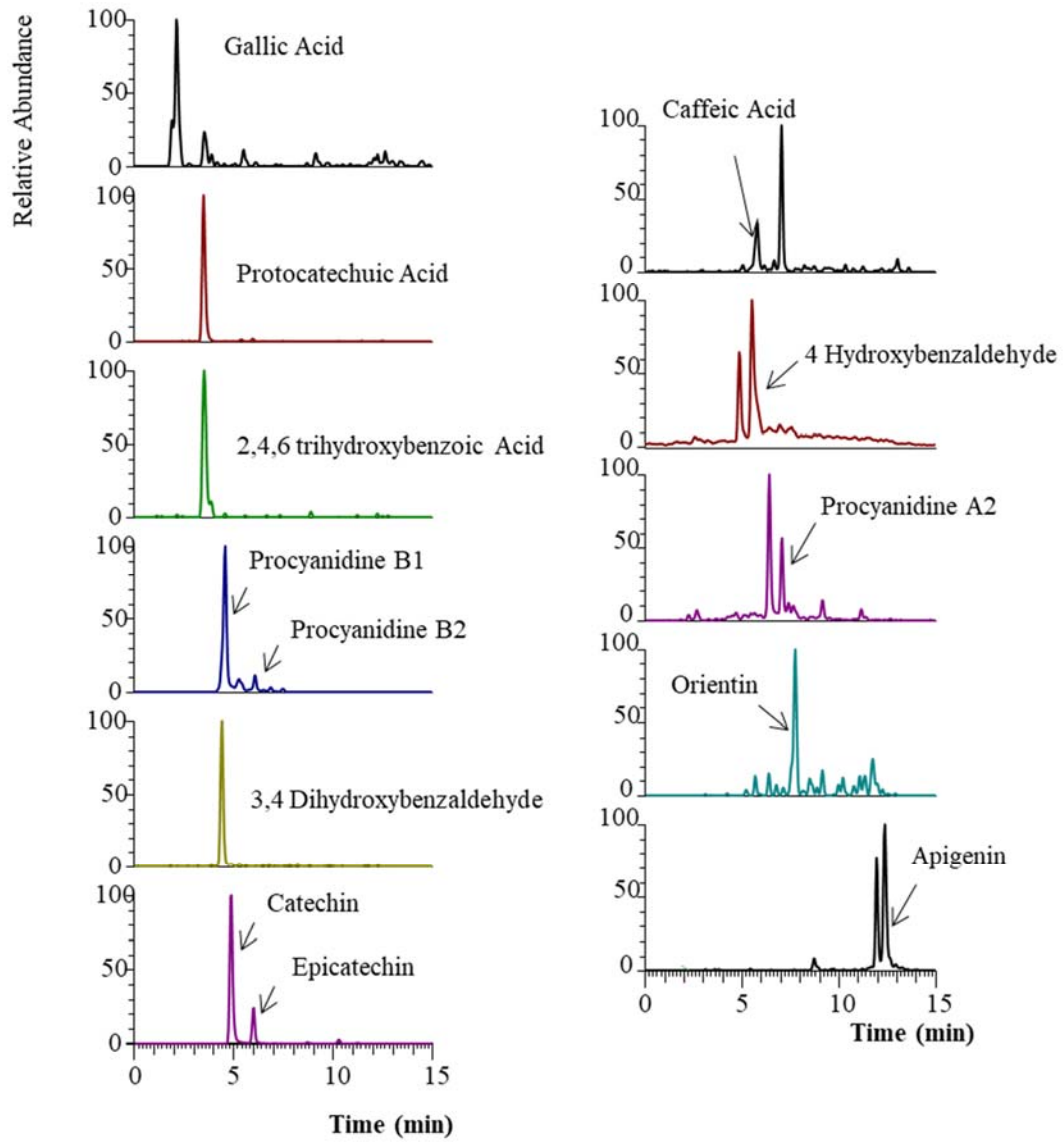 Relative Abundance
100
50
0
Gallic Acid
100
50
0
Protocatechuic Acid
100
50
0
2,4,6 trihydroxybenzoic Acid
100
50
0
Procyanidine B1
Procyanidine B2
100
50
0
3,4 Dihydroxybenzaldehyde
100
50
0
Catechin
Epicatechin
0 5 10 15
Time (min)
Caffeic Acid
100
50
0
100
50
0
4 Hydroxybenzaldehyde
100
50
0
Procyanidine A2
100
50
0
Orientin
100
50
0
Apigenin
0 5 10 15
Time (min)